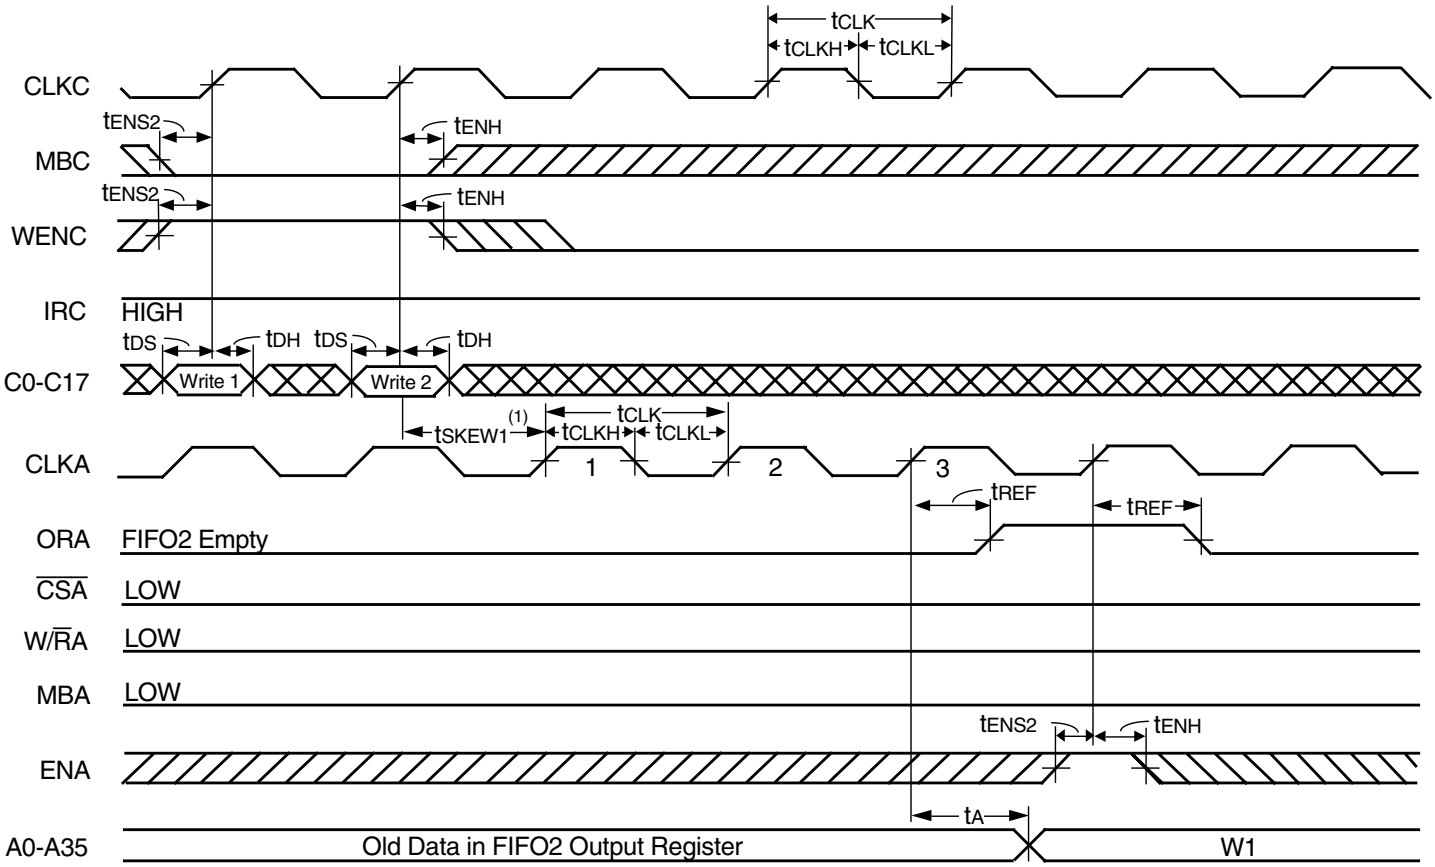 tCLK
tCLKH tCLKL
CLKC
tENS2 tENH
MBC
tENS2 tENH
WENC
IRC HIGH
tDS tDH tDS tDH
C0-C17 Write 1 Write 2
tSKEW1(1) tCLK
tCLKH tCLKL
CLKA 1 2 3
tREF tREF
ORA FIFO2 Empty
CSA LOW
W/RA LOW
MBA LOW
tENS2 tENH
ENA
tA
A0-A35 Old Data in FIFO2 Output Register W1